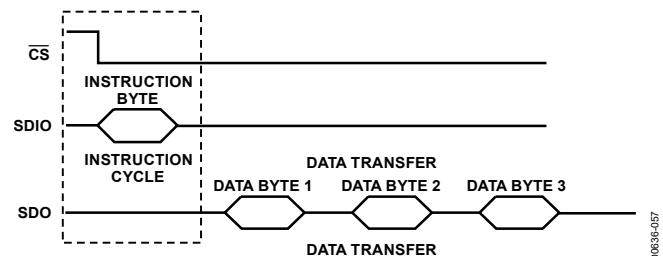 CS
INSTRUCTION
BYTE
SDIO
INSTRUCTION
CYCLE
DATA TRANSFER
DATA BYTE 1 DATA BYTE 2 DATA BYTE 3
SDO
DATA TRANSFER
00636-057